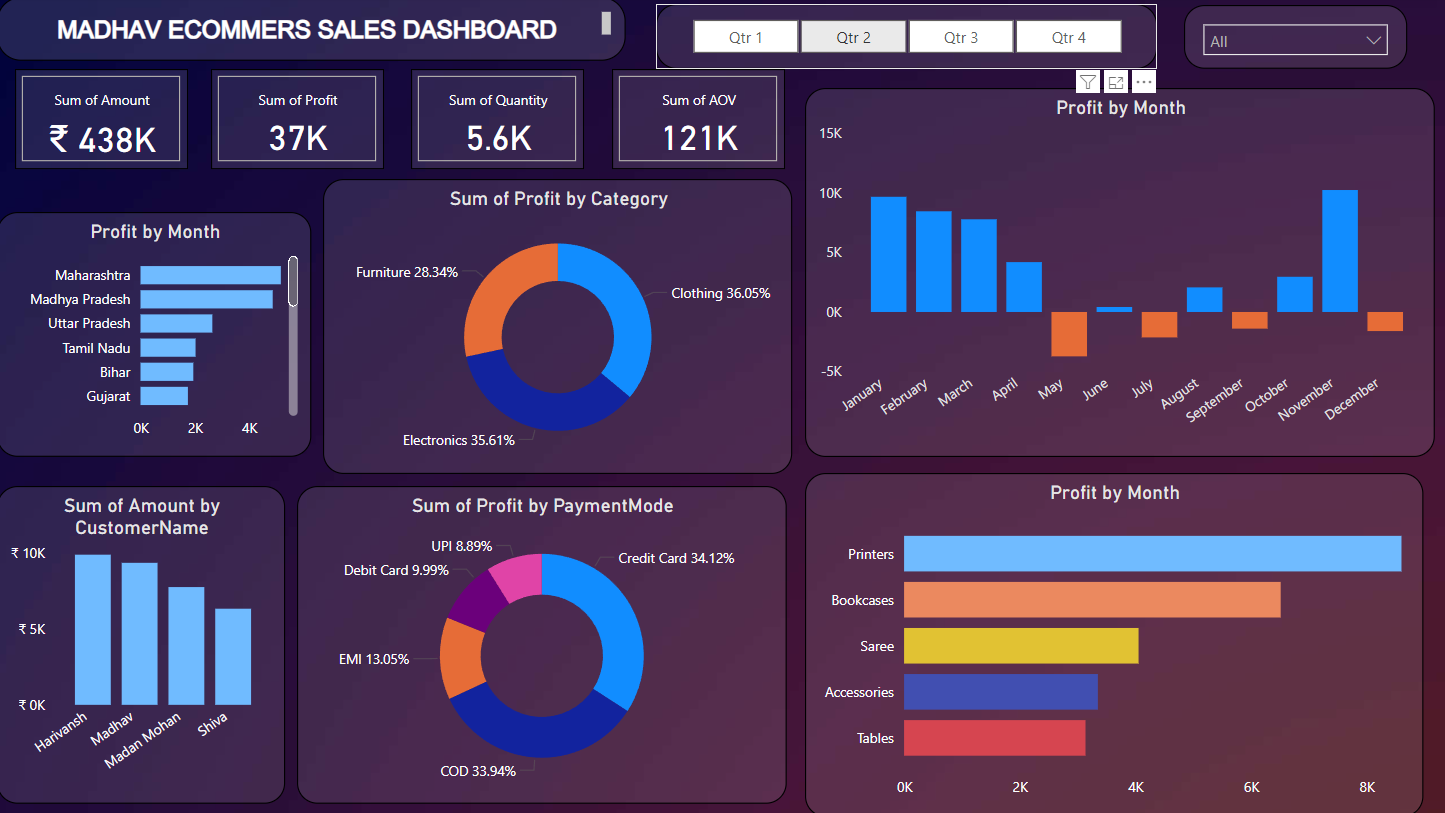 MADHAV ECOMMERS SALES DASHBOARD
Qtr 1
Qtr 2
Qtr 3
Qtr 4
All
Sum of Amount
₹ 438K
Sum of Profit
37K
Sum of Quantity
5.6K
Sum of AOV
121K
Profit by Month
Maharashtra
Madhya Pradesh
Uttar Pradesh
Tamil Nadu
Bihar
Gujarat
0K
2K
4K
Sum of Profit by Category
Furniture 28.34%
Clothing 36.05%
Electronics 35.61%
Profit by Month
15K
10K
5K
0K
-5K
January
February
March
April
May
June
July
August
September
October
November
December
Sum of Amount by
CustomerName
₹ 10K
₹ 5K
₹ 0K
Harivansh
Madhav
Madan Mohan
Shiva
Sum of Profit by PaymentMode
UPI 8.89%
Credit Card 34.12%
Debit Card 9.99%
EMI 13.05%
COD 33.94%
Profit by Month
Printers
Bookcases
Saree
Accessories
Tables
0K
2K
4K
6K
8K